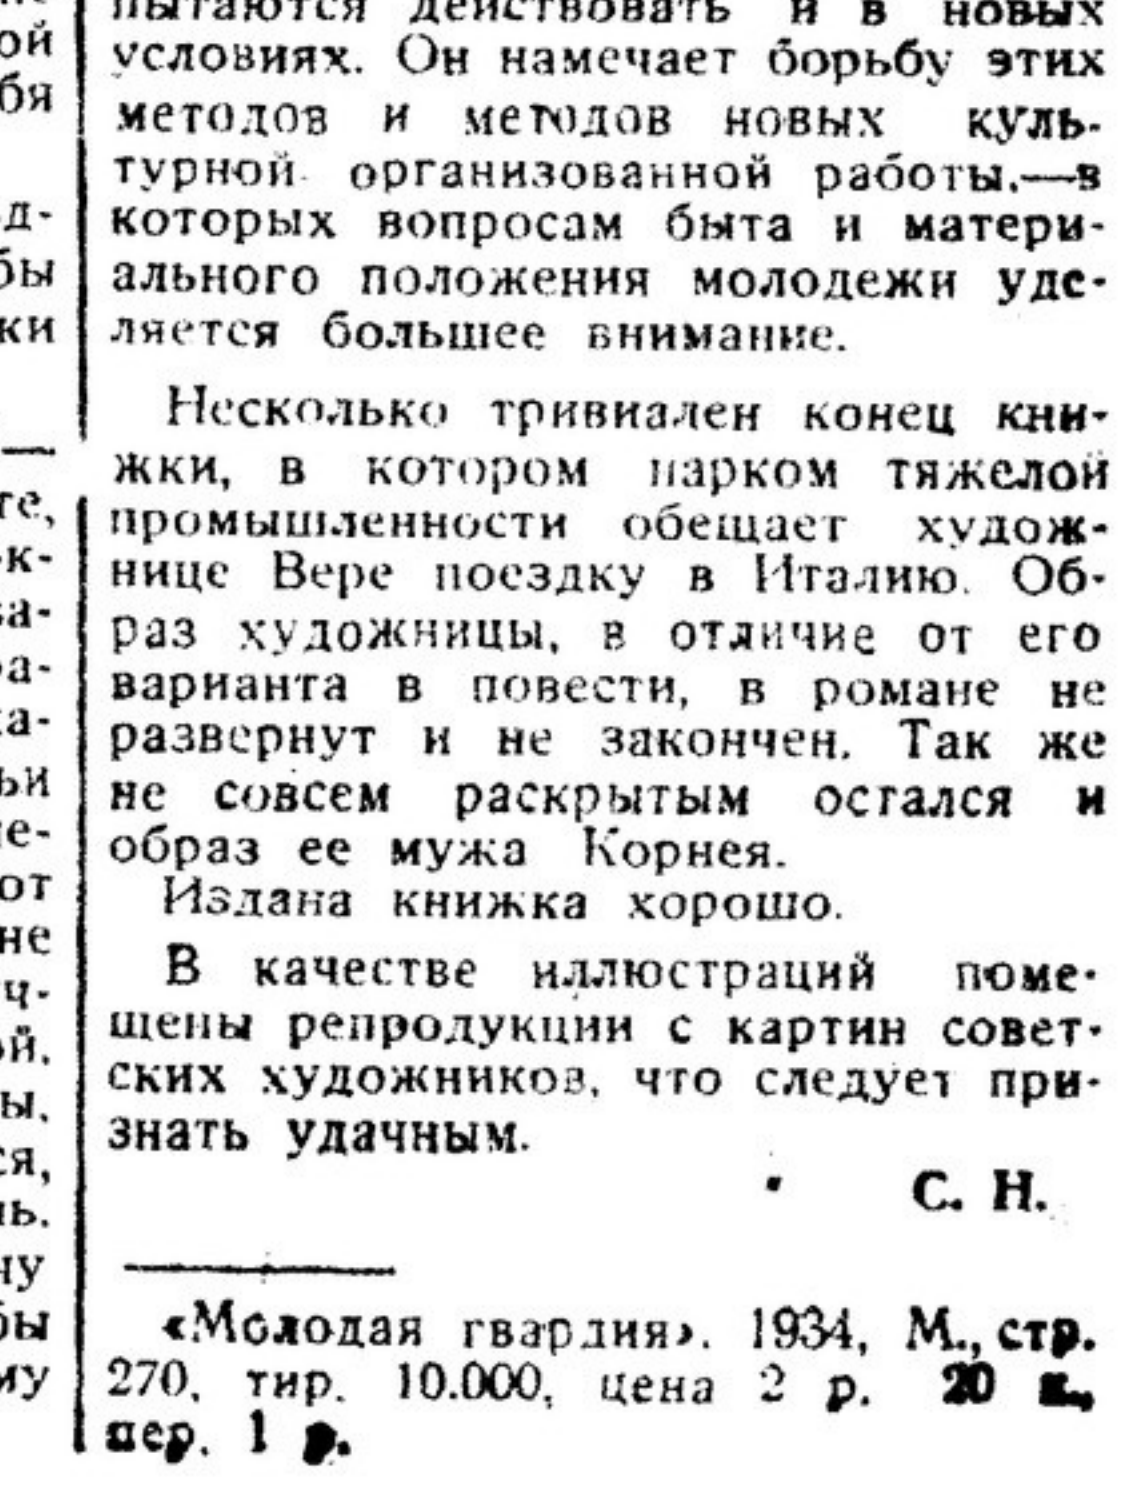 пытаются действовать и в новых
условиях. Он намечает борьбу этих
методов и методов новых куль-
турной организованной работы,—в
которых вопросам быта и матери-
ального положения молодежи уде-
ляется большее внимание.
Несколько тривиален конец кни-
жки, в котором нарком тяжелой
промышленности обещает худож-
нице Вере поездку в Италию. Об-
раз художницы, в отличие от его
варианта в повести, в романе не
развернут и не закончен. Так же
не совсем раскрытым остался и
образ ее мужа Корнея.
Издана книжка хорошо.
В качестве иллюстраций поме-
щены репродукции с картин совет-
ских художников, что следует при-
знать удачным.
С. Н.
«Молодая гвардия». 1934, М., стр.
270, тир. 10.000, цена 2 р. 20 к.,
пер. 1 р.